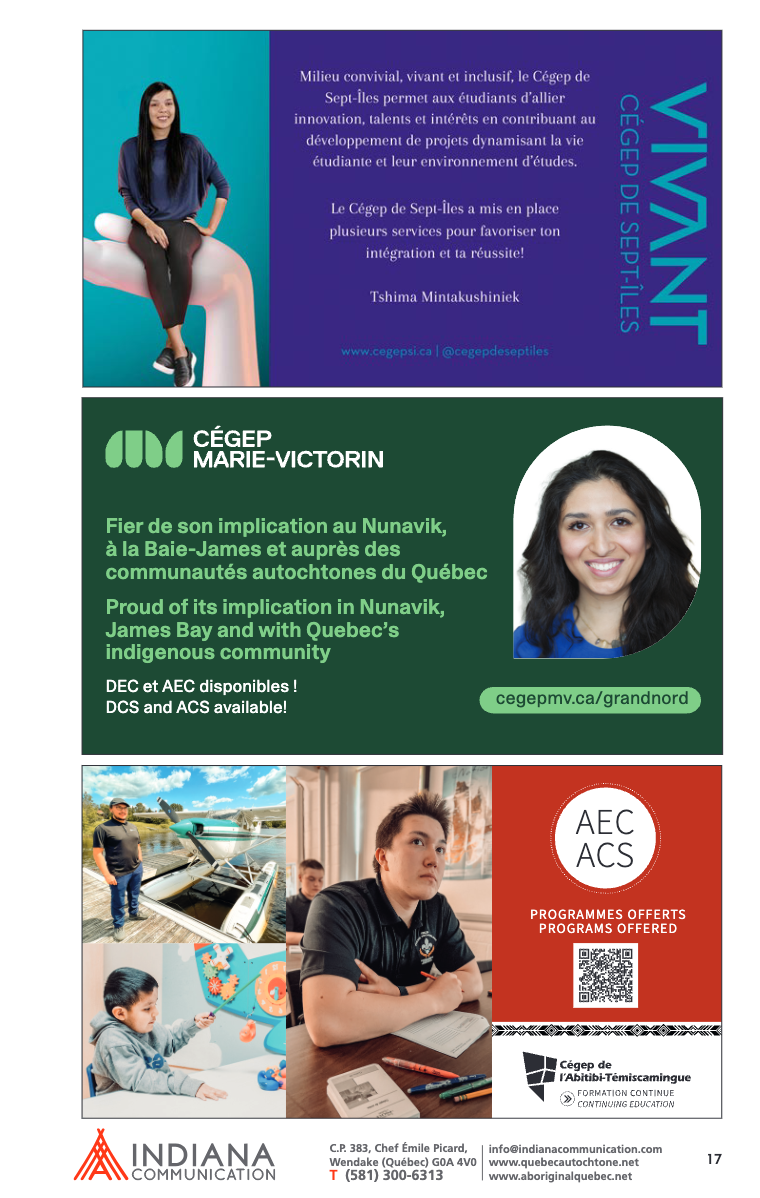 Milieu convivial, vivant et inclusif, le Cégep de
Sept-Îles permet aux étudiants d'allier
innovation, talents et intérêts en contribuant au
développement de projets dynamisant la vie
étudiante et leur environnement d'études.
Le Cégep de Sept-Îles a mis en place
plusieurs services pour favoriser ton
intégration et ta réussite!
Tshima Mintakushiniek
www.cegepsi.ca | @cegepdeseptiles
VIVANT
CÉGEP DE SEPT-ÎLES
CÉGEP
MARIE-VICTORIN
Fier de son implication au Nunavik,
à la Baie-James et auprès des
communautés autochtones du Québec
Proud of its implication in Nunavik,
James Bay and with Quebec's
indigenous community
DEC et AEC disponibles !
DCS and ACS available!
cegepmv.ca/grandnord
AEC
ACS
PROGRAMMES OFFERTS
PROGRAMS OFFERED
Cégep de
l'Abitibi-Témiscamingue
FORMATION CONTINUE
CONTINUING EDUCATION
INDIANA
COMMUNICATION
C.P. 383, Chef Émile Picard,
Wendake (Québec) G0A 4V0
T (581) 300-6313
info@indianacommunication.com
www.quebecautochtone.net
www.aboriginalquebec.net
17